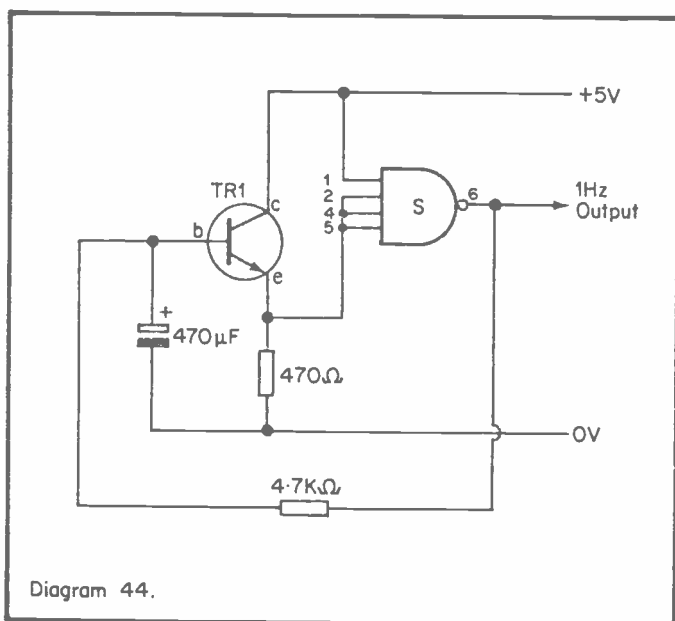 +5V
TR1
c
b
e
1
2
4
5
S
6
1Hz
Output
+
470µF
470Ω
0V
4·7KΩ
Diagram 44.